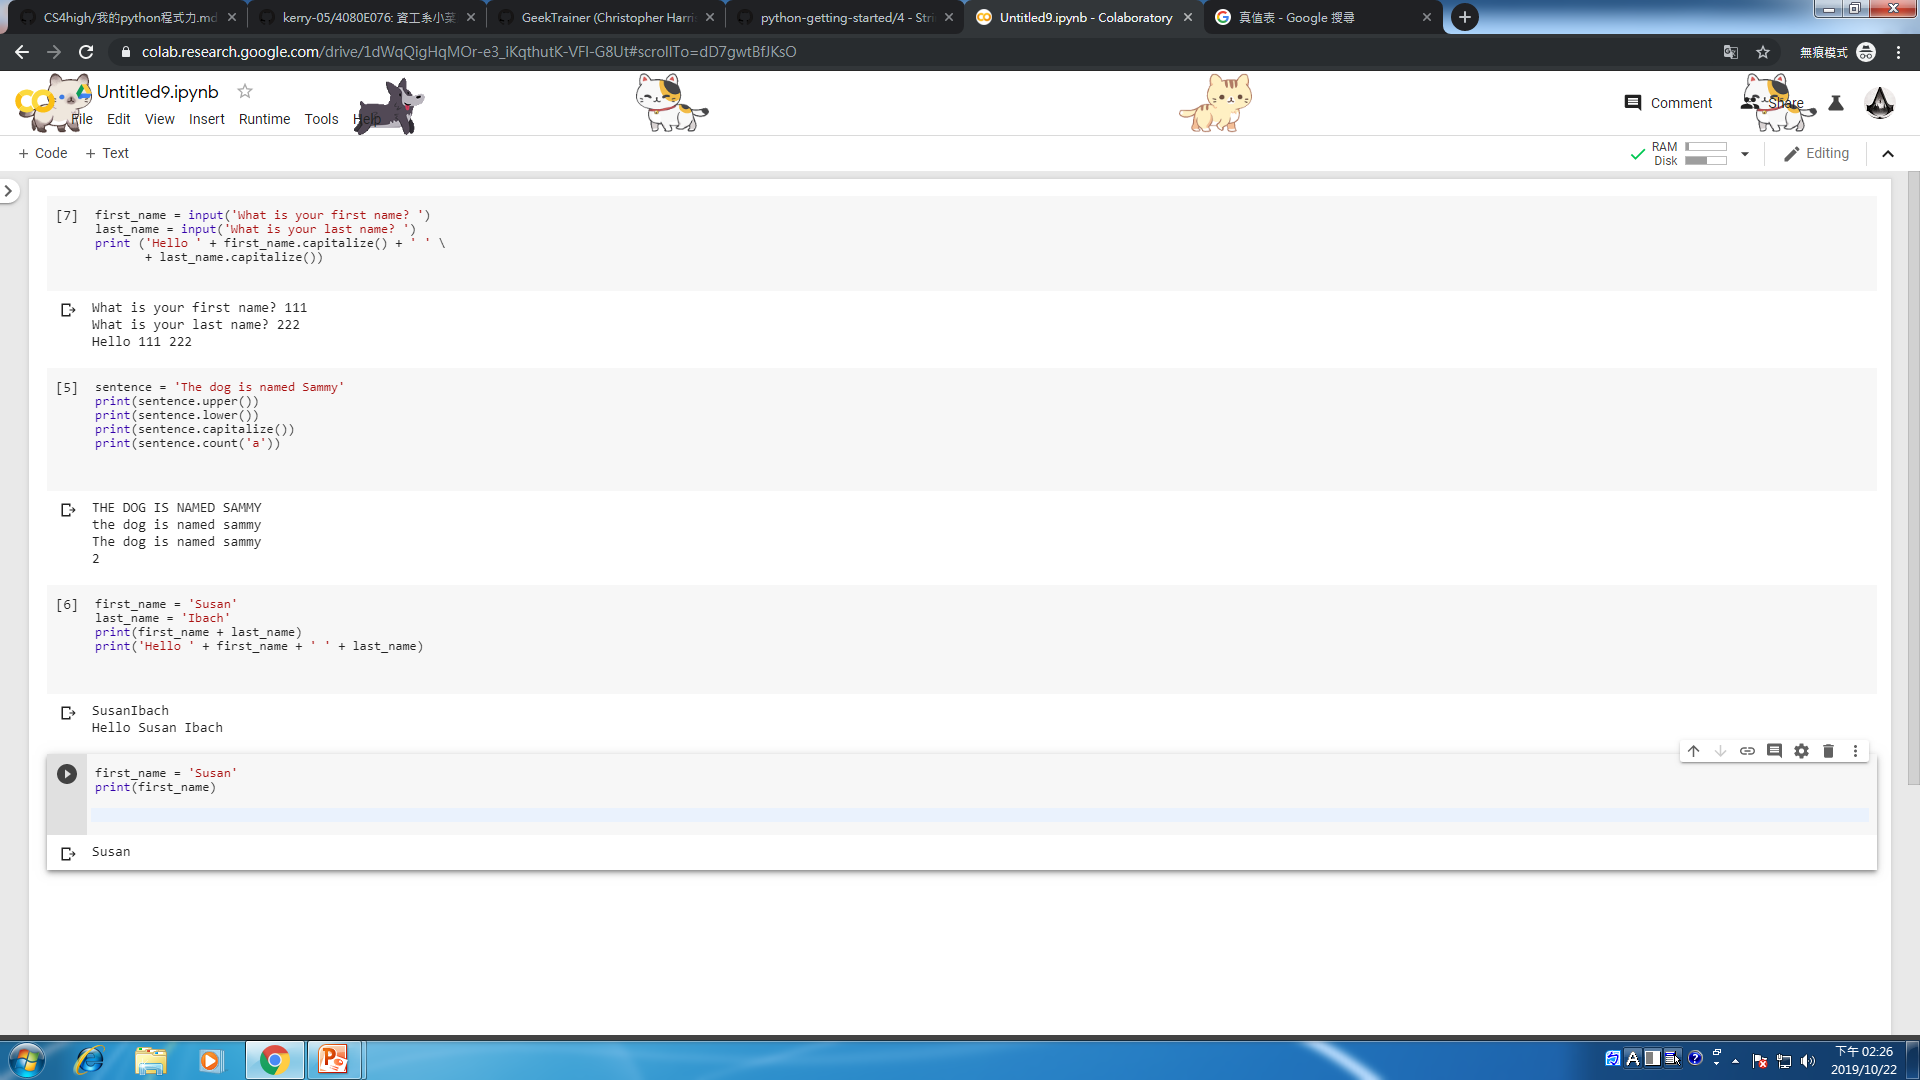 CS4high/我的python程式力.md
kerry-05/4080E076: 資工系小菜
GeekTrainer (Christopher Harri
python-getting-started/4 - Stri
Untitled9.ipynb - Colaboratory
真值表 - Google 搜尋
colab.research.google.com/drive/1dWqQigHqMOr-e3_iKqthutK-VFI-G8Ut#scrollTo=dD7gwtBfJKsO
無痕模式
Untitled9.ipynb
File Edit View Insert Runtime Tools Help
Comment
Share
+ Code + Text
RAM
Disk
Editing
[7] first_name = input('What is your first name? ')
last_name = input('What is your last name? ')
print ('Hello ' + first_name.capitalize() + ' ' \
+ last_name.capitalize())
What is your first name? 111
What is your last name? 222
Hello 111 222
[5] sentence = 'The dog is named Sammy'
print(sentence.upper())
print(sentence.lower())
print(sentence.capitalize())
print(sentence.count('a'))
THE DOG IS NAMED SAMMY
the dog is named sammy
The dog is named sammy
2
[6] first_name = 'Susan'
last_name = 'Ibach'
print(first_name + last_name)
print('Hello ' + first_name + ' ' + last_name)
SusanIbach
Hello Susan Ibach
first_name = 'Susan'
print(first_name)
Susan
下午 02:26
2019/10/22